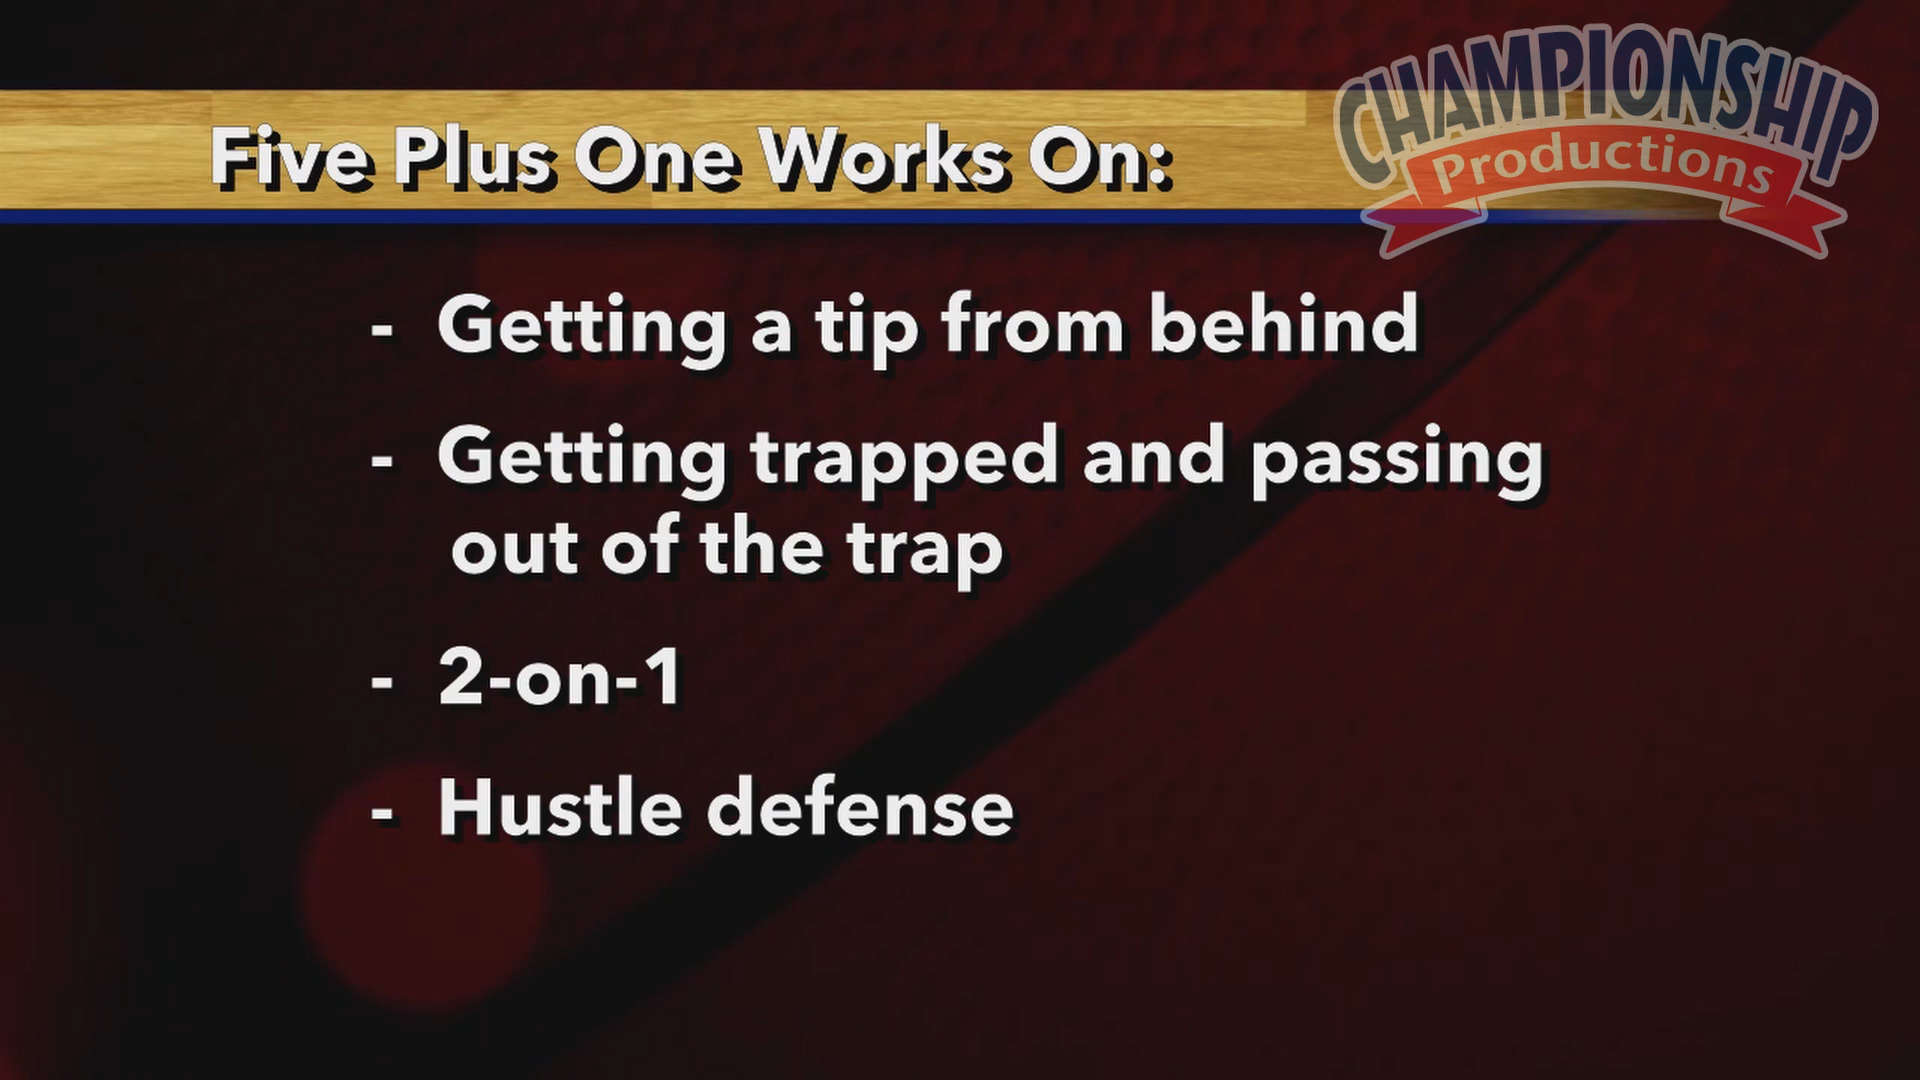 CHAMPIONSHIP
Productions
Five Plus One Works On:
- Getting a tip from behind
- Getting trapped and passing
out of the trap
- 2-on-1
- Hustle defense